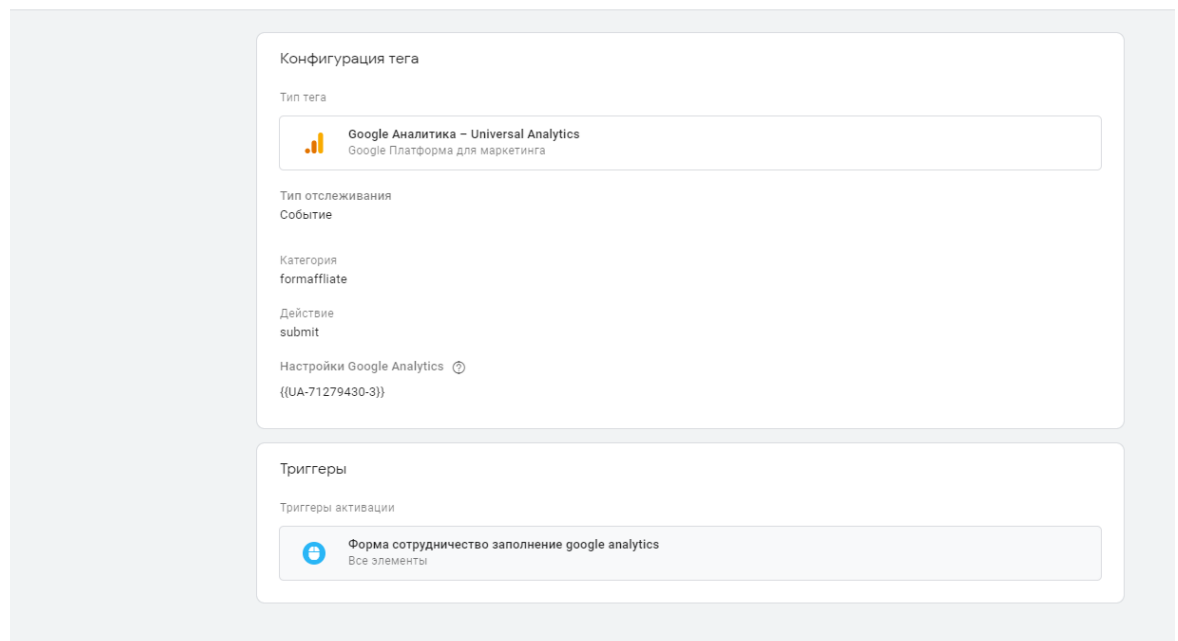 Конфигурация тега
Тип тега
Google Аналитика – Universal Analytics
Google Платформа для маркетинга
Тип отслеживания
Событие
Категория
formaffliate
Действие
submit
Настройки Google Analytics
{{UA-71279430-3}}
Триггеры
Триггеры активации
Форма сотрудничество заполнение google analytics
Все элементы